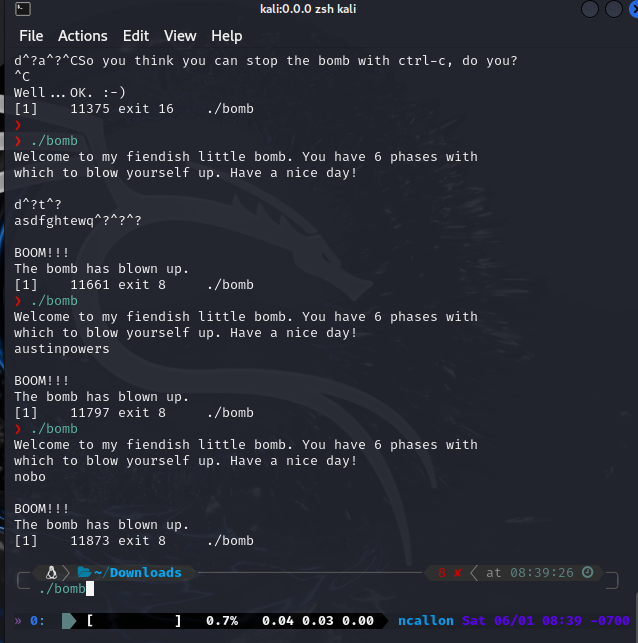 kali:0.0.0 zsh kali
File Actions Edit View Help
d^?a^?^CSo you think you can stop the bomb with ctrl-c, do you?
^C
Well...OK. :-)
[1]    11375 exit 16    ./bomb
❯
❯ ./bomb
Welcome to my fiendish little bomb. You have 6 phases with
which to blow yourself up. Have a nice day!
d^?t^?
asdfghtewq^?^?^?
BOOM!!!
The bomb has blown up.
[1]    11661 exit 8     ./bomb
❯ ./bomb
Welcome to my fiendish little bomb. You have 6 phases with
which to blow yourself up. Have a nice day!
austinpowers
BOOM!!!
The bomb has blown up.
[1]    11797 exit 8     ./bomb
❯ ./bomb
Welcome to my fiendish little bomb. You have 6 phases with
which to blow yourself up. Have a nice day!
nobo
BOOM!!!
The bomb has blown up.
[1]    11873 exit 8     ./bomb
~/Downloads 8 ✘ at 08:39:26
./bomb
» 0: [          ] 0.7% 0.04 0.03 0.00 ncallon Sat 06/01 08:39 -0700